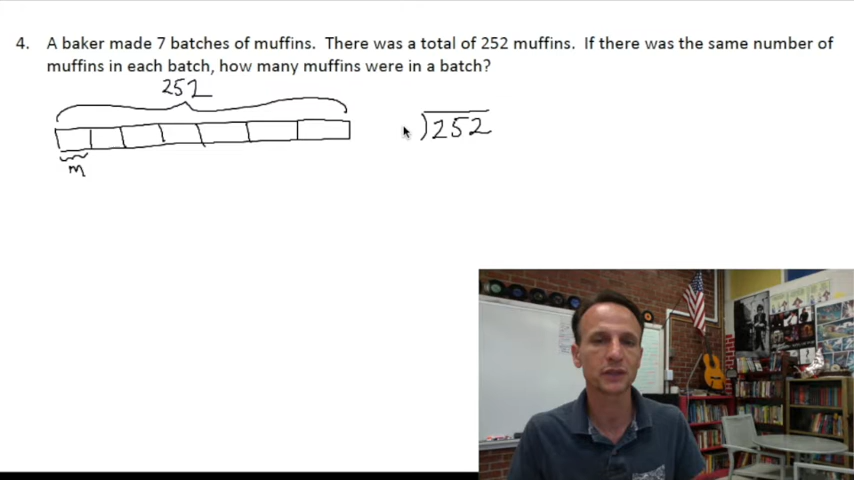 4. A baker made 7 batches of muffins. There was a total of 252 muffins. If there was the same number of
muffins in each batch, how many muffins were in a batch?
252
)252
m